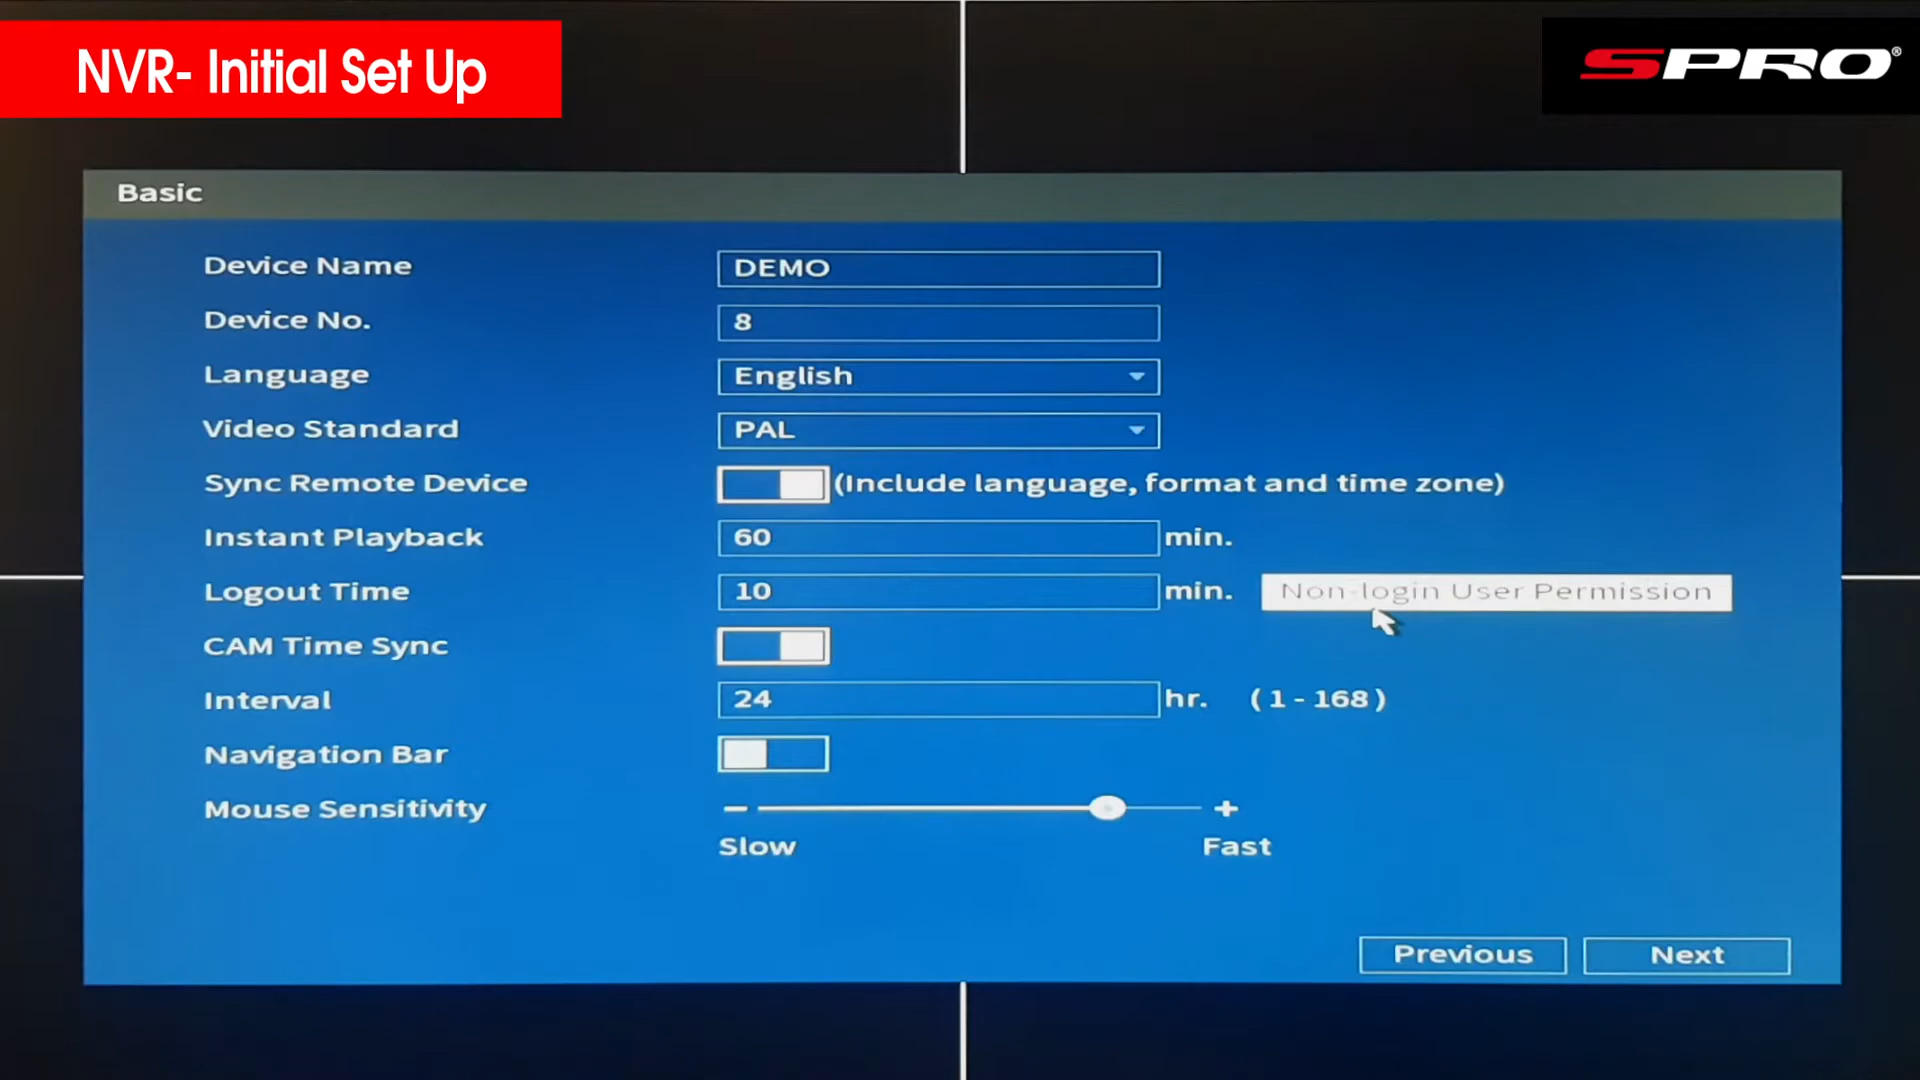 NVR- Initial Set Up
SPRO®
Basic
Device Name DEMO
Device No. 8
Language English
Video Standard PAL
Sync Remote Device (Include language, format and time zone)
Instant Playback 60 min.
Logout Time 10 min. Non-login User Permission
CAM Time Sync
Interval 24 hr. ( 1 - 168 )
Navigation Bar
Mouse Sensitivity - +
Slow Fast
Previous Next